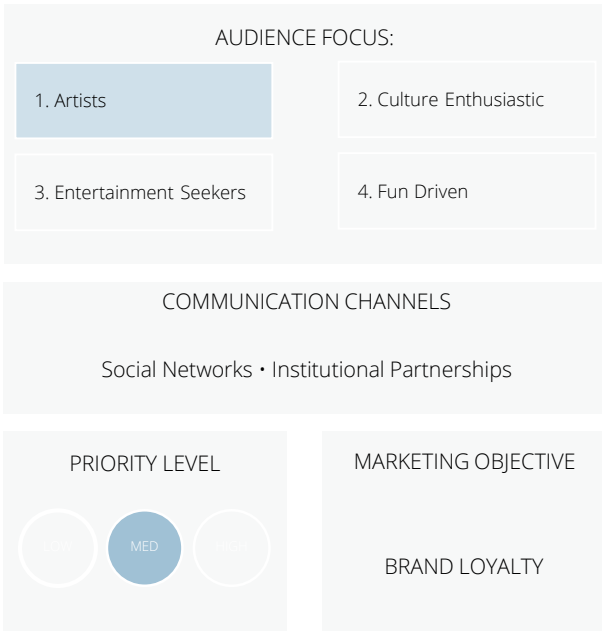 AUDIENCE FOCUS:
1. Artists
2. Culture Enthusiastic
3. Entertainment Seekers
4. Fun Driven
COMMUNICATION CHANNELS
Social Networks • Institutional Partnerships
PRIORITY LEVEL
MED
MARKETING OBJECTIVE
BRAND LOYALTY